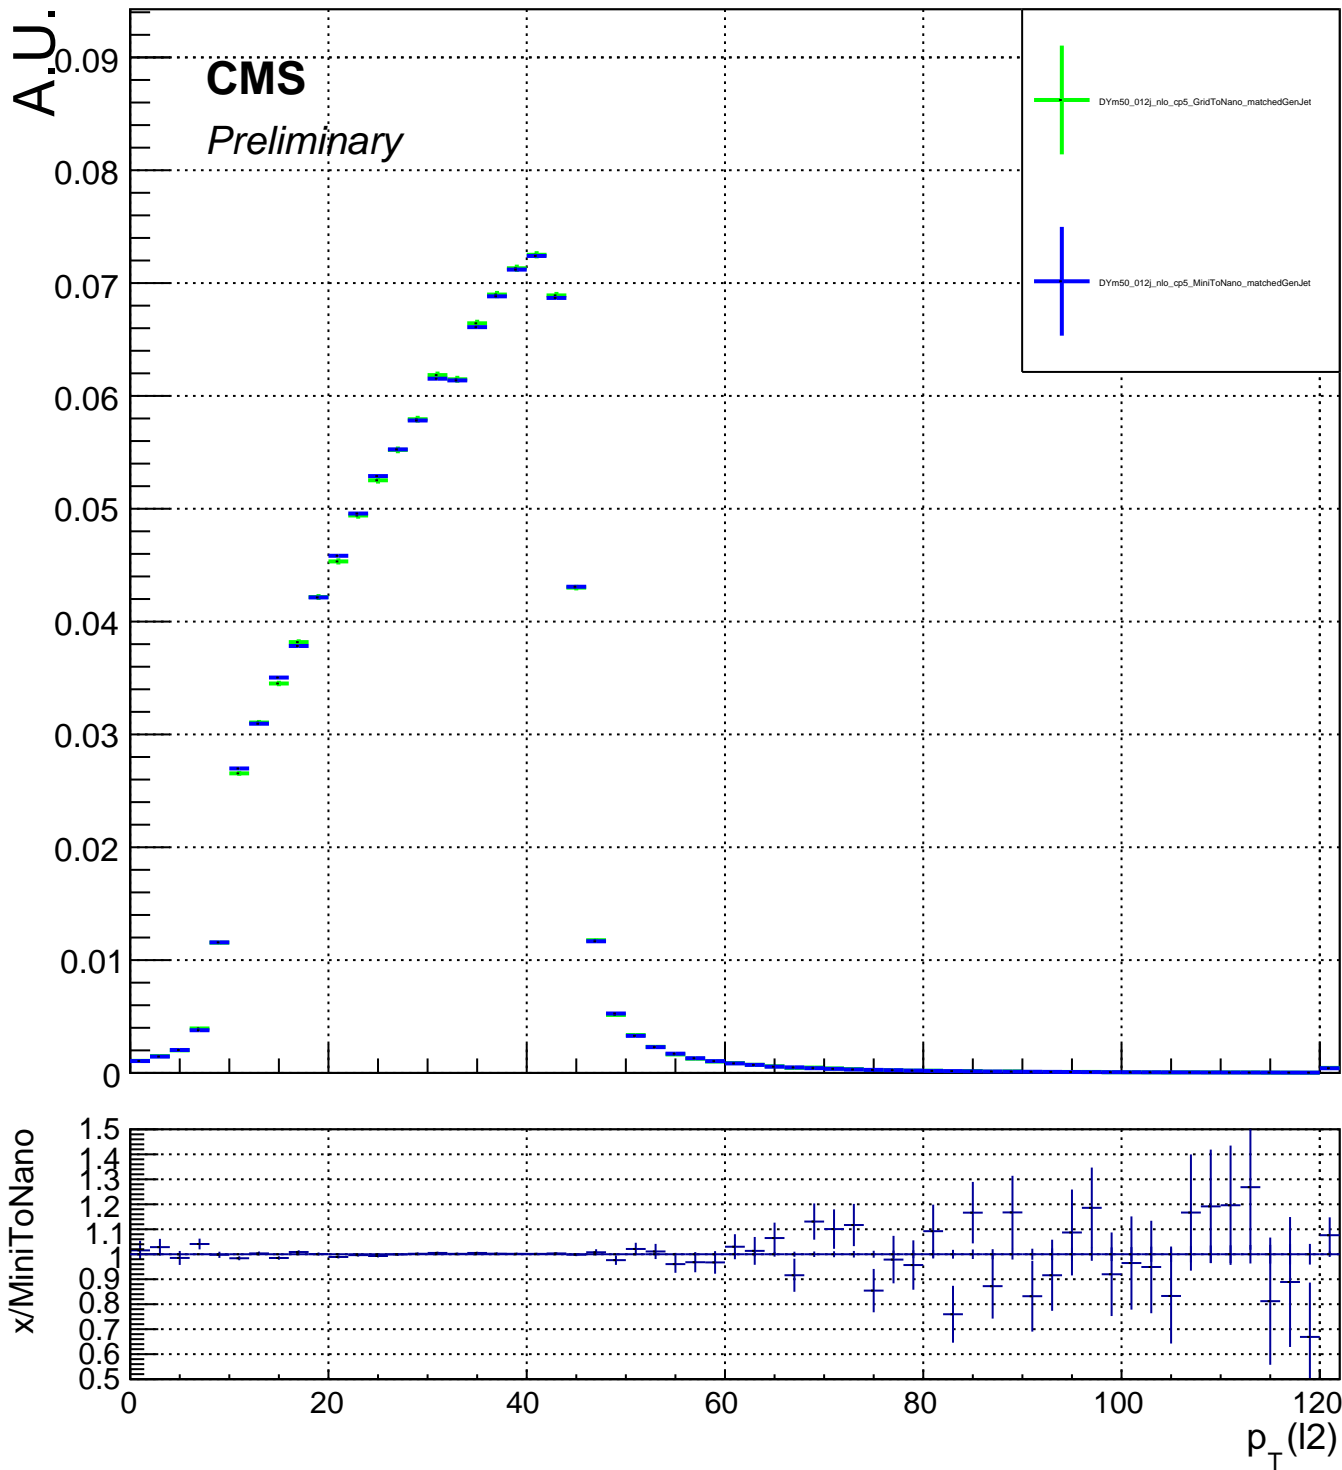 A.U.
CMS
Preliminary
DYm50_012j_nlo_cp5_GridToNano_matchedGenJet
DYm50_012j_nlo_cp5_MiniToNano_matchedGenJet
0.09
0.08
0.07
0.06
0.05
0.04
0.03
0.02
0.01
0
x/MiniToNano
1.5
1.4
1.3
1.2
1.1
1
0.9
0.8
0.7
0.6
0.5
0 20 40 60 80 100 120
p_T(l2)